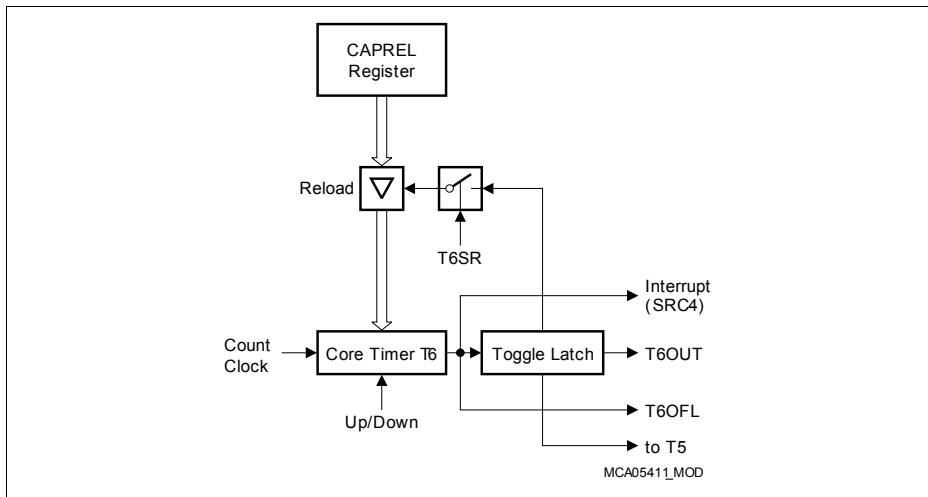 CAPREL
Register
Reload
T6SR
Interrupt
(SRC4)
Count
Clock
Core Timer T6
Toggle Latch
T6OUT
Up/Down
T6OFL
to T5
MCA05411_MOD